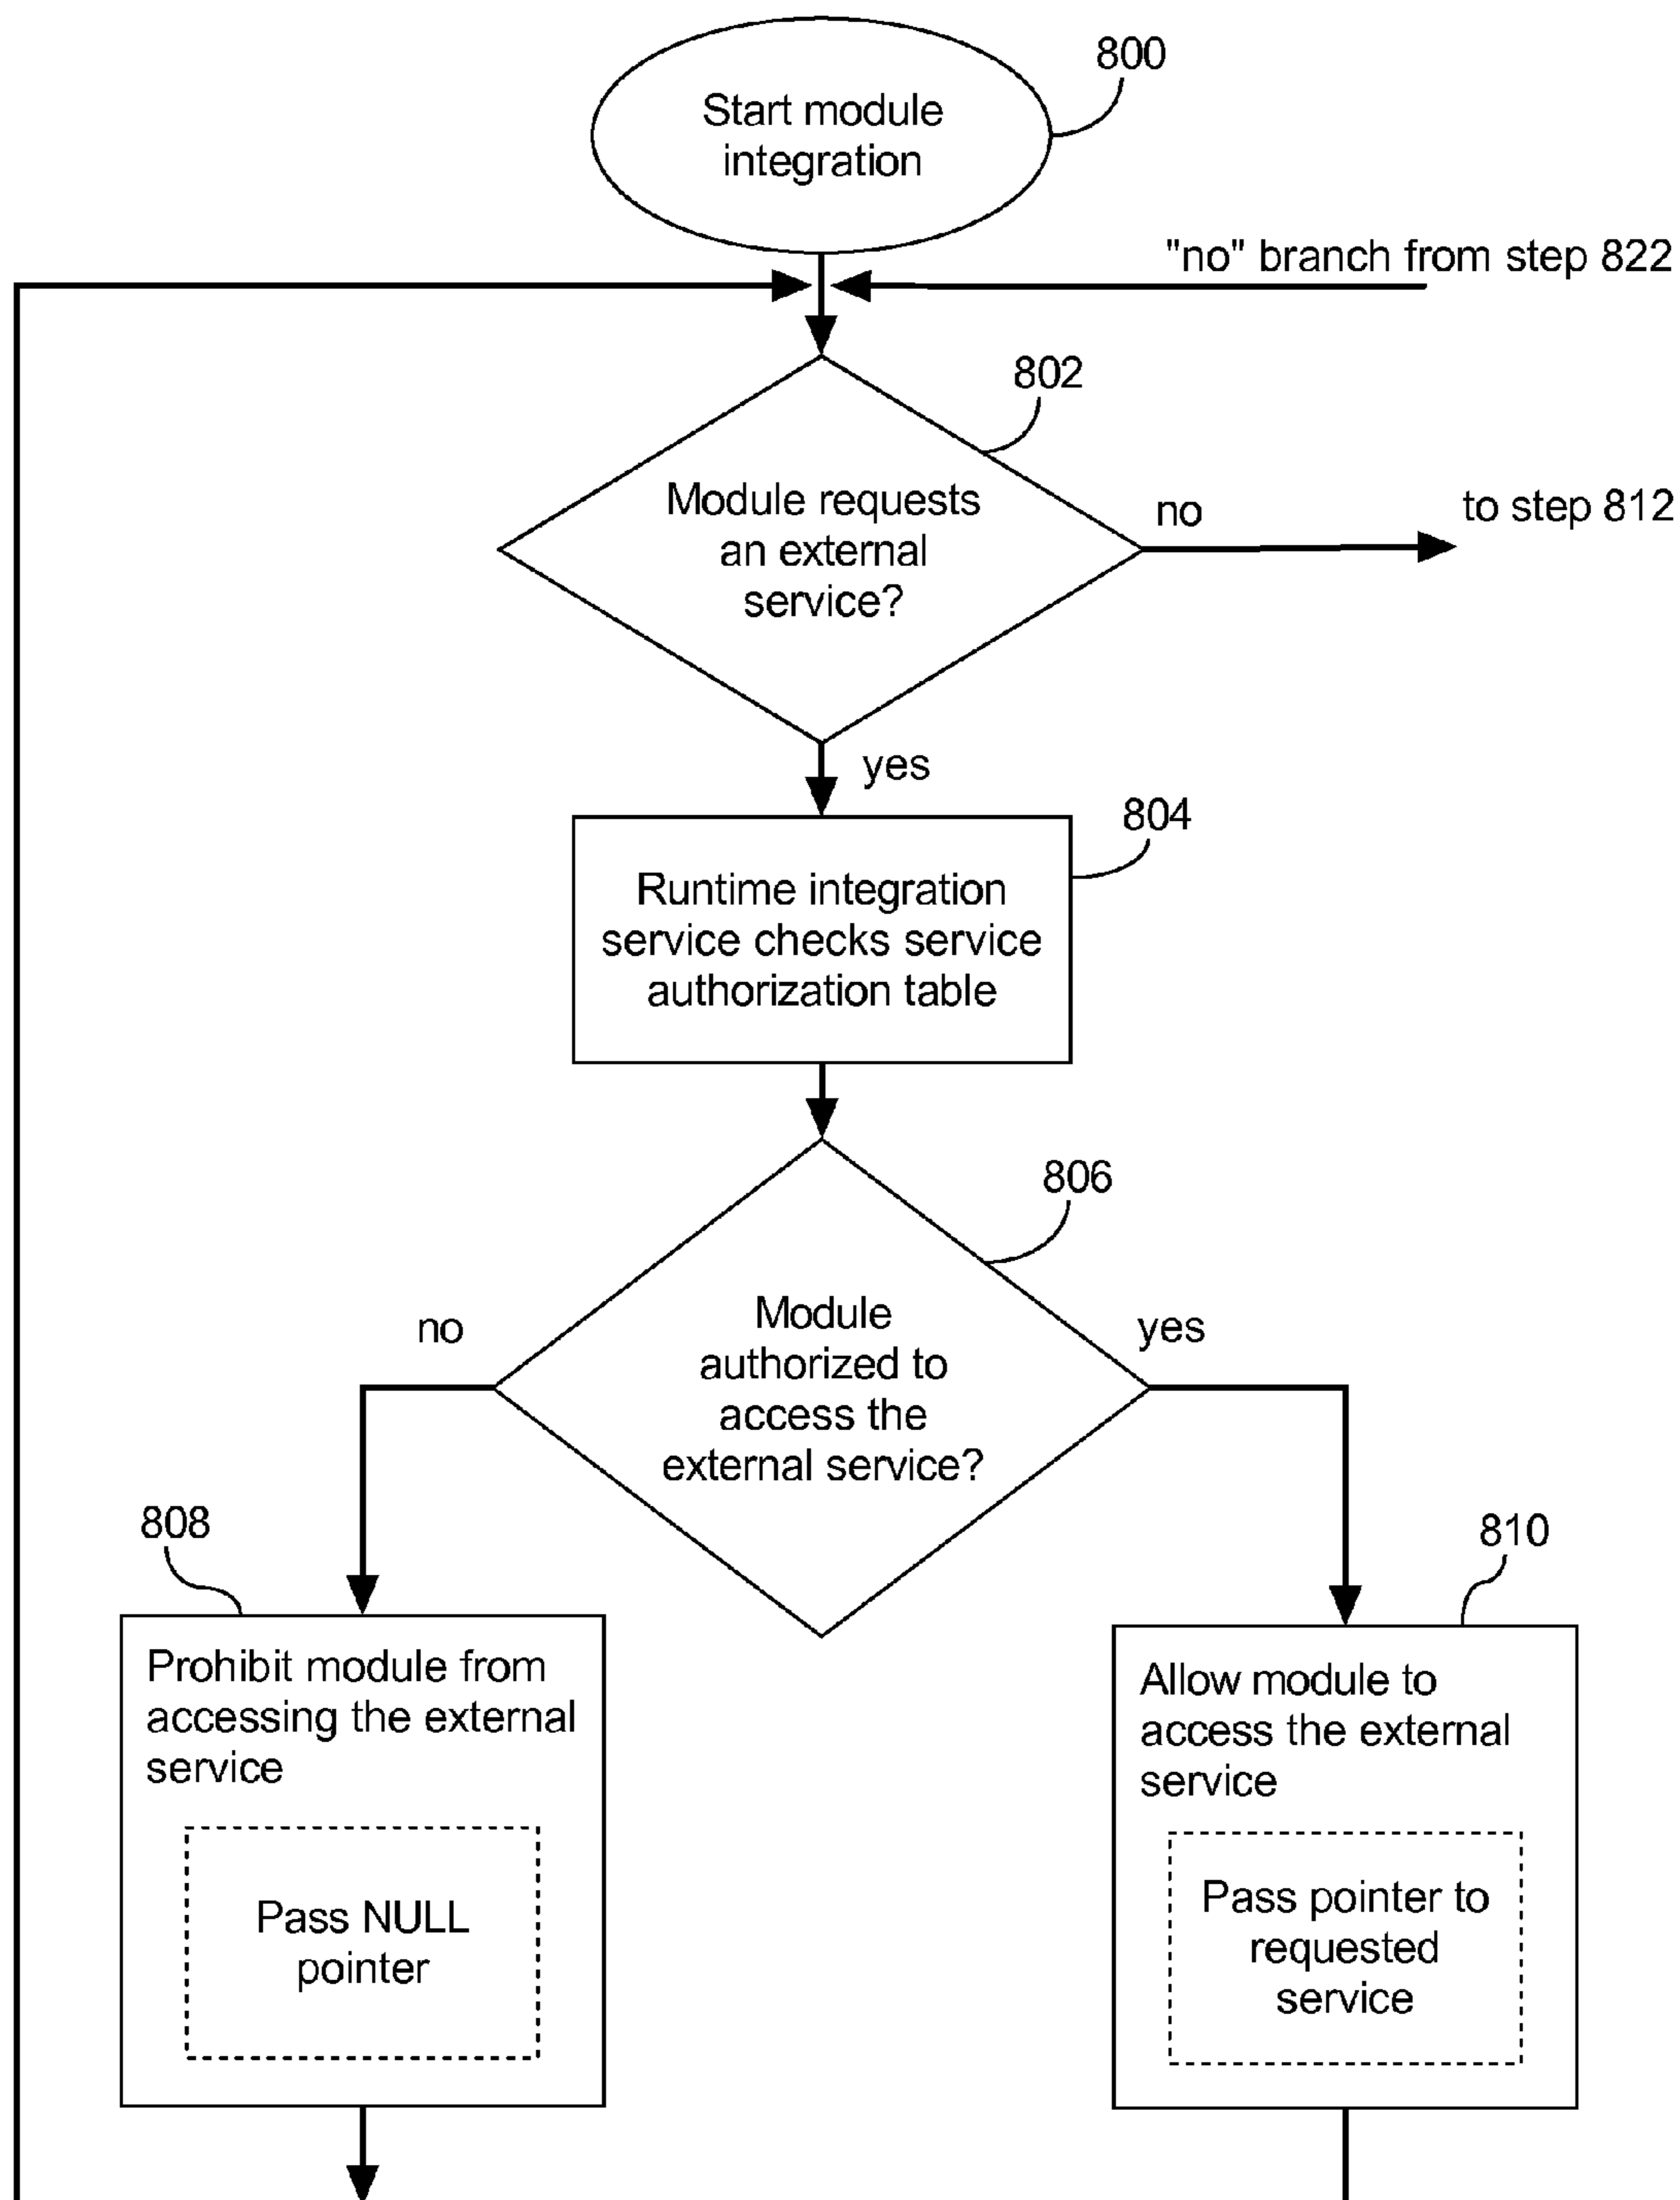 800
Start module
integration
"no" branch from step 822
802
Module requests
an external
service?
no
to step 812
yes
804
Runtime integration
service checks service
authorization table
806
Module
authorized to
access the
external service?
no
yes
808
Prohibit module from
accessing the external
service
Pass NULL
pointer
810
Allow module to
access the external
service
Pass pointer to
requested
service